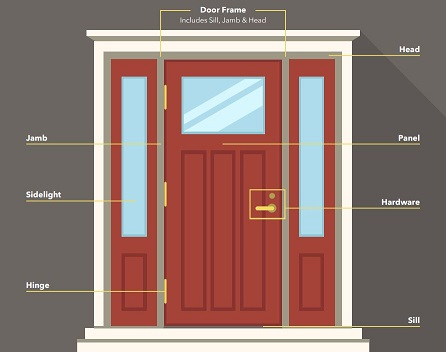 Door Frame
Includes Sill, Jamb & Head
Head
Jamb
Panel
Sidelight
Hardware
Hinge
Sill